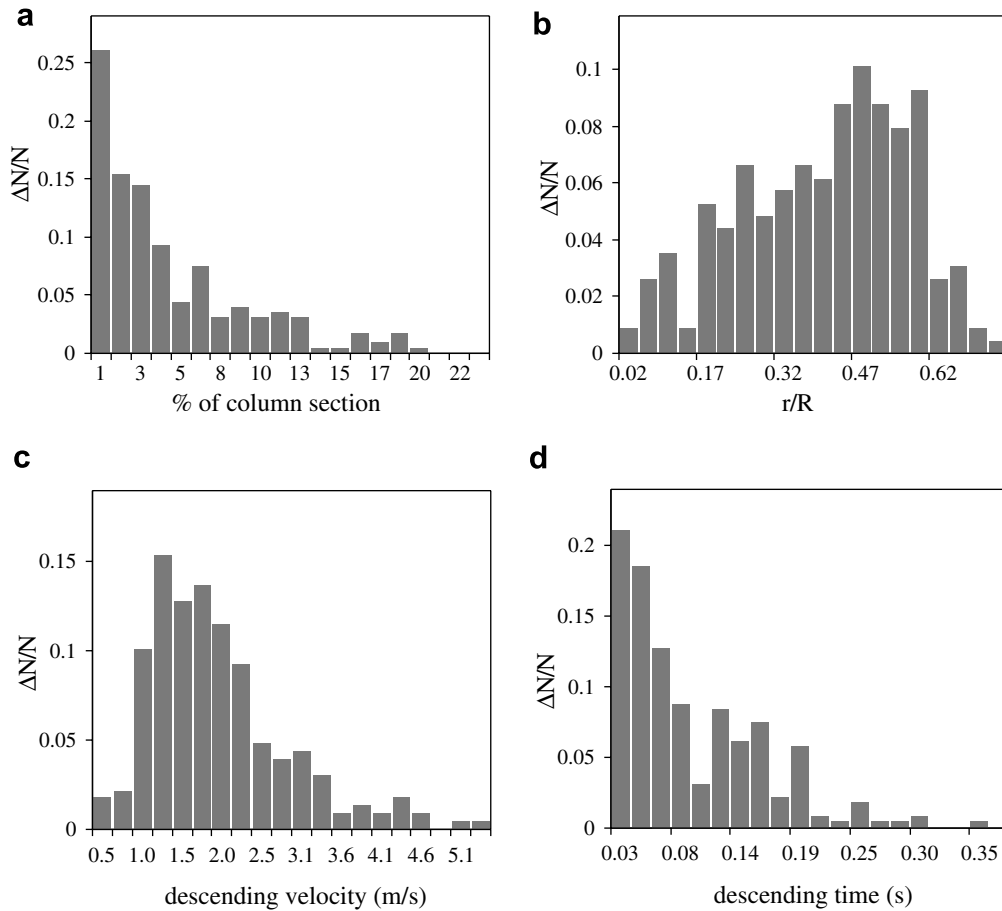 a
0.25
0.2
0.15
0.1
0.05
0
ΔN/N
1 3 5 8 10 13 15 17 20 22
% of column section
b
0.1
0.08
0.06
0.04
0.02
0
ΔN/N
0.02 0.17 0.32 0.47 0.62
r/R
c
0.15
0.1
0.05
0
ΔN/N
0.5 1.0 1.5 2.0 2.5 3.1 3.6 4.1 4.6 5.1
descending velocity (m/s)
d
0.2
0.15
0.1
0.05
0
ΔN/N
0.03 0.08 0.14 0.19 0.25 0.30 0.35
descending time (s)